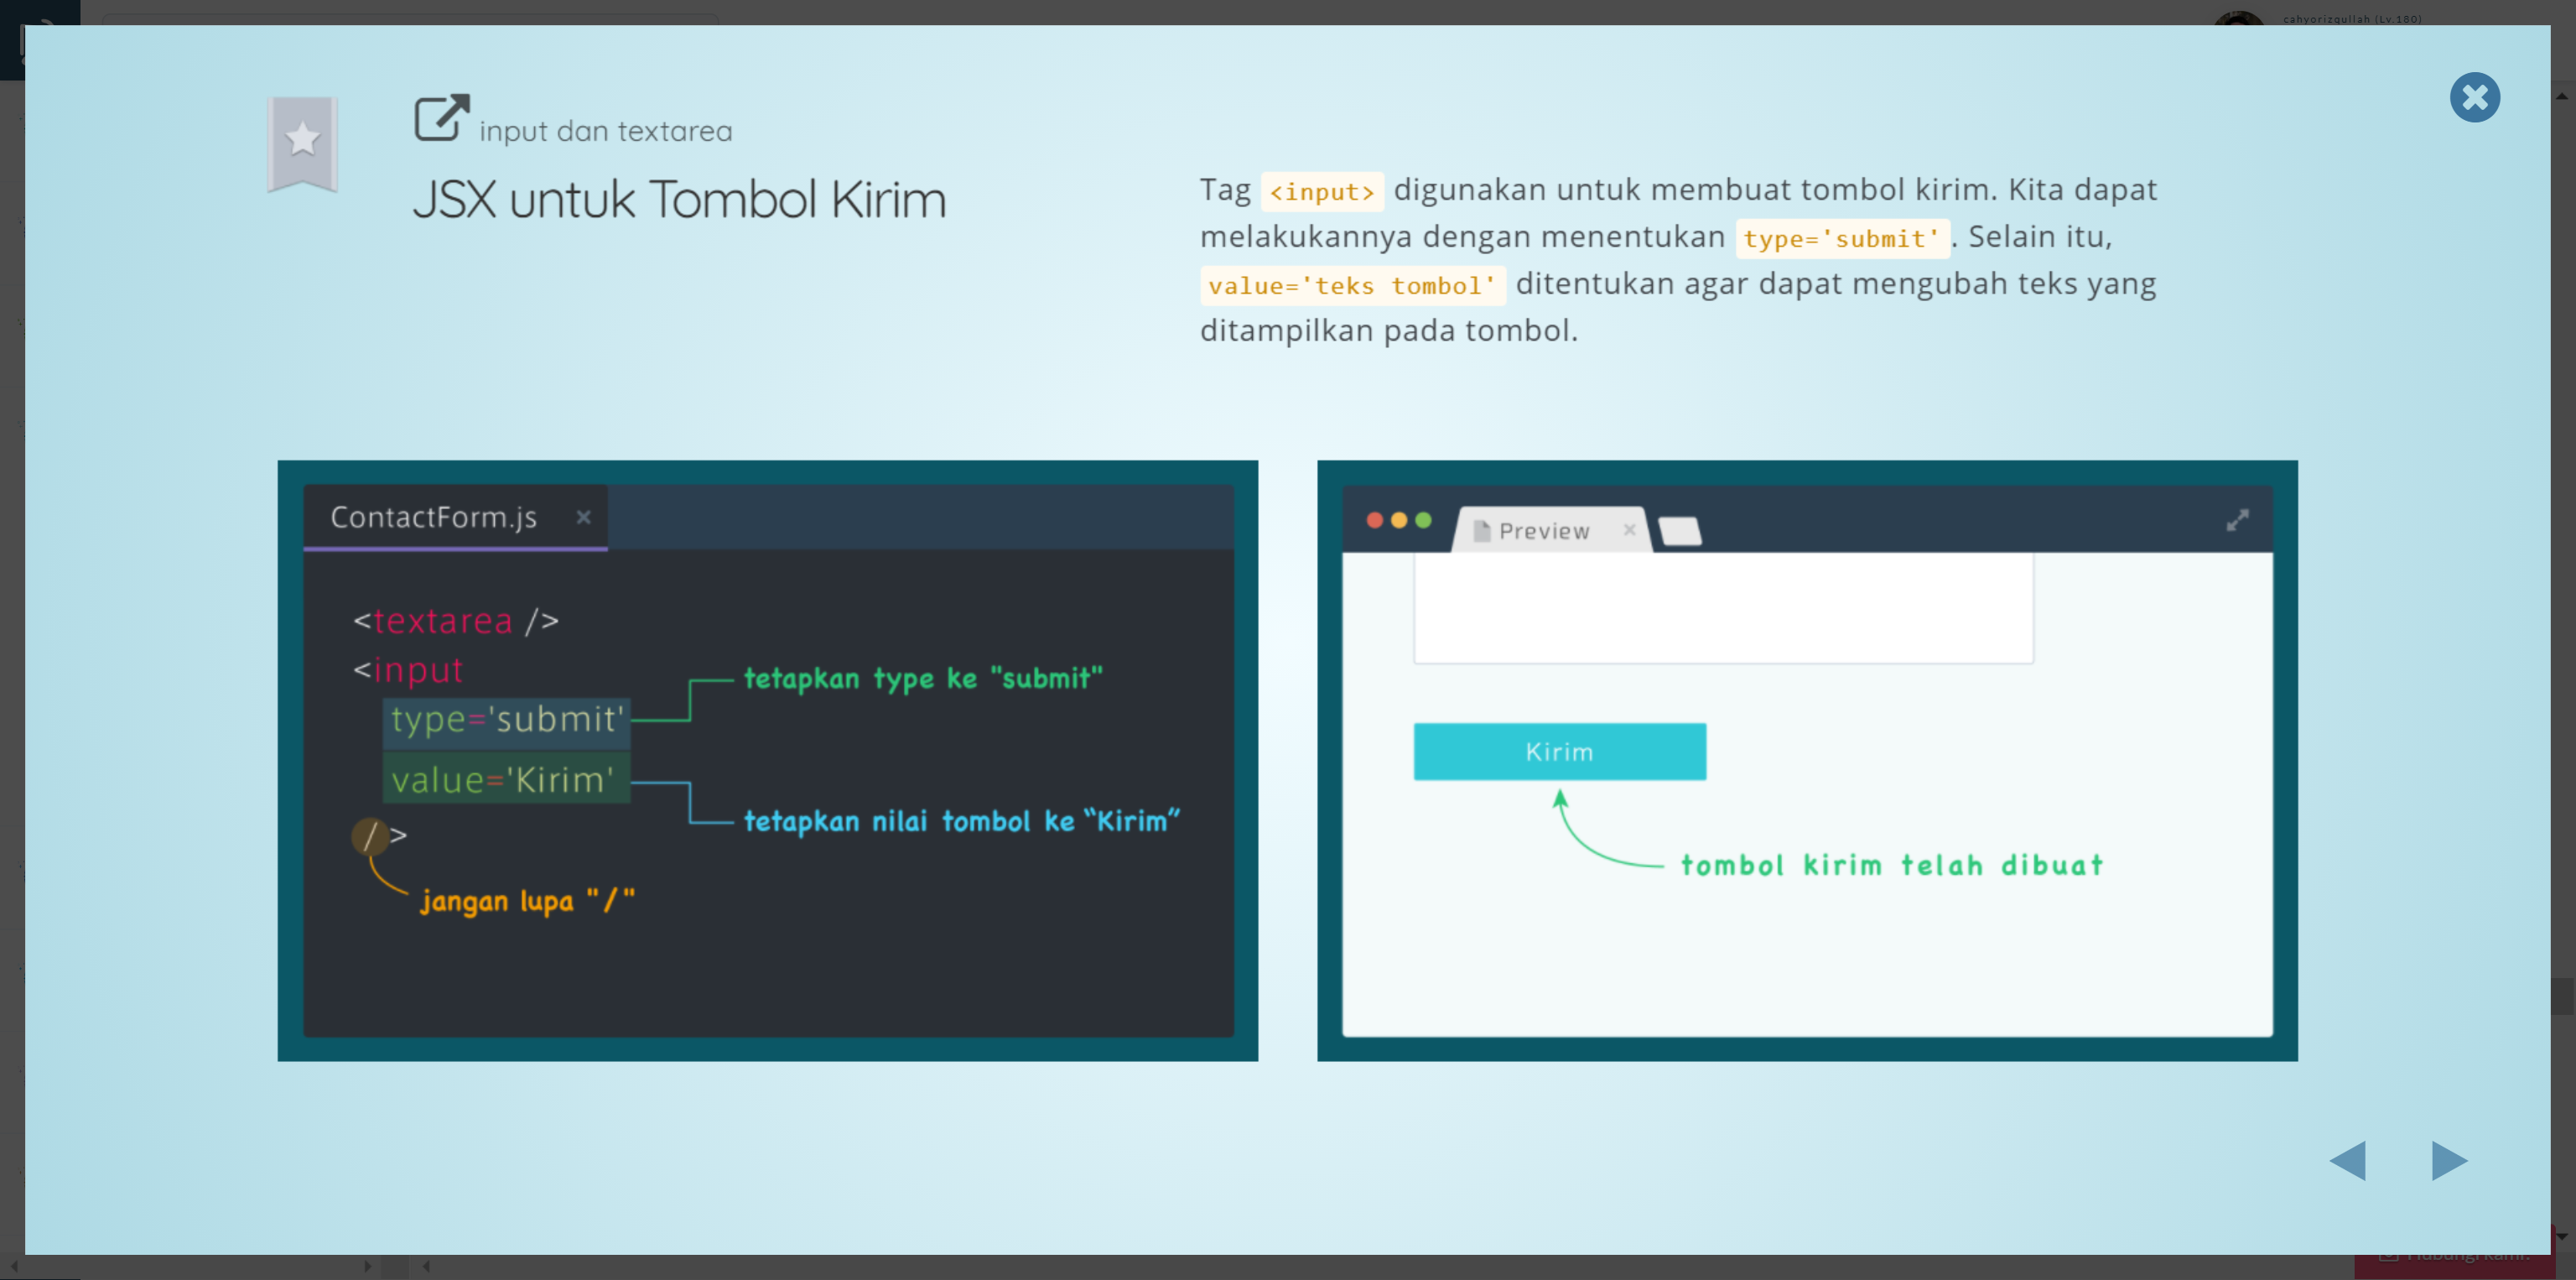 cahyorizqullah (Lv.180)
input dan textarea
JSX untuk Tombol Kirim
Tag <input> digunakan untuk membuat tombol kirim. Kita dapat
melakukannya dengan menentukan type='submit' . Selain itu,
value='teks tombol' ditentukan agar dapat mengubah teks yang
ditampilkan pada tombol.
ContactForm.js
<textarea />
<input
type='submit'
value='Kirim'
/>
tetapkan type ke "submit"
tetapkan nilai tombol ke “Kirim”
jangan lupa "/"
Preview
Kirim
tombol kirim telah dibuat
Hubungi kami!